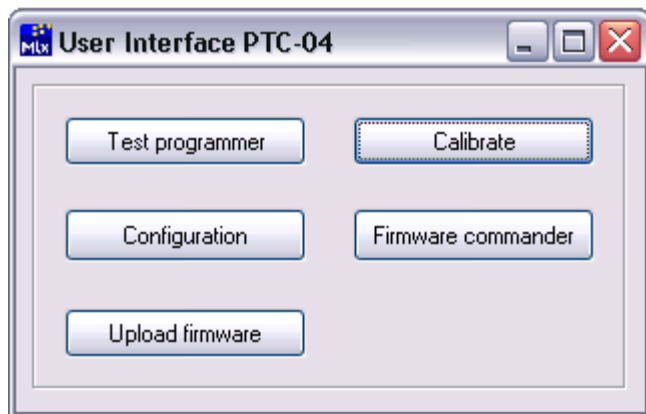 Mlx User Interface PTC-04
Test programmer Calibrate
Configuration Firmware commander
Upload firmware